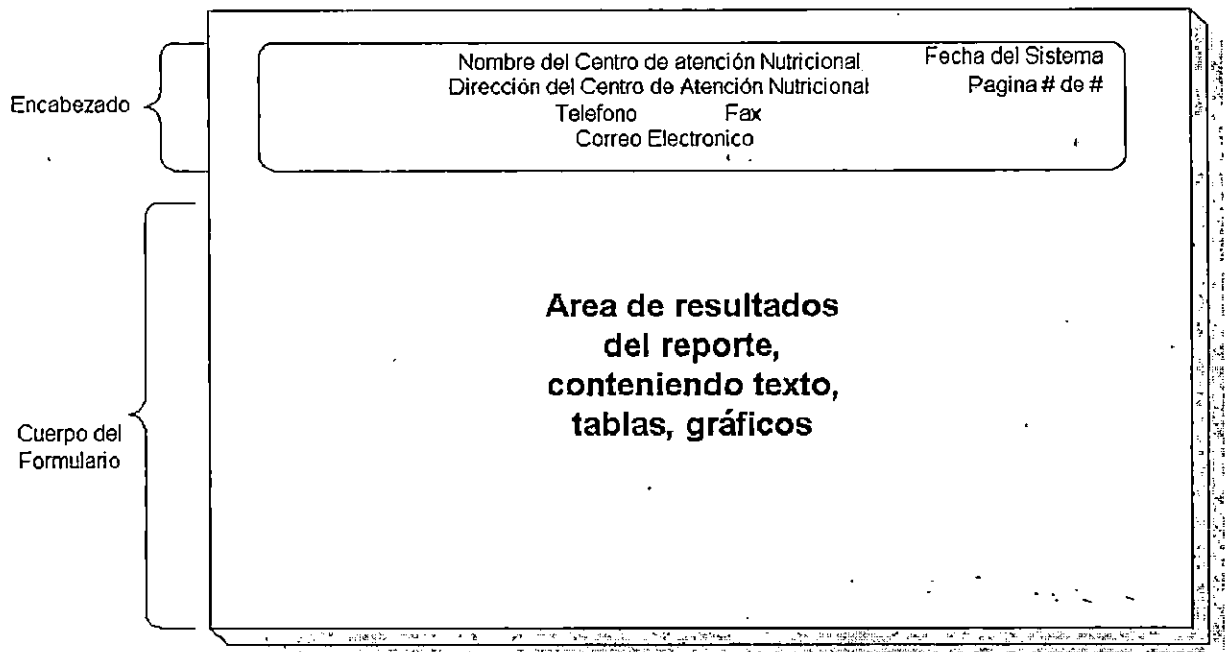 Encabezado
Nombre del Centro de atención Nutricional
Dirección del Centro de Atención Nutricional
Telefono Fax
Correo Electronico
Fecha del Sistema
Pagina # de #
Cuerpo del
Formulario
Area de resultados
del reporte,
conteniendo texto,
tablas, gráficos